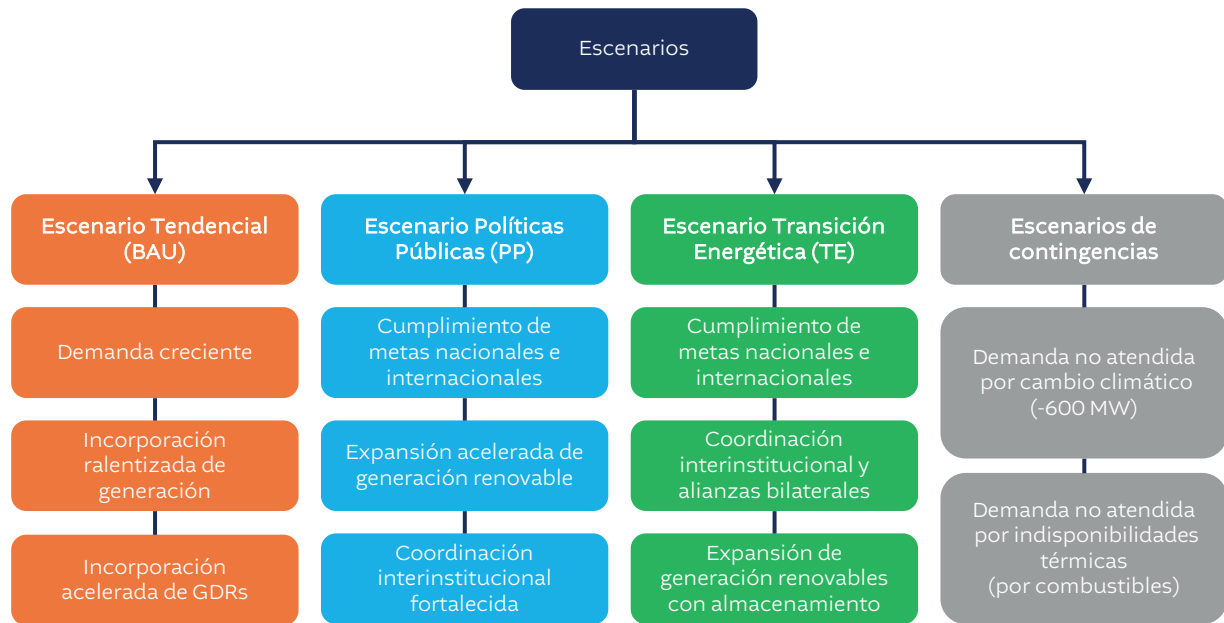 Escenarios
Escenario Tendencial
(BAU)
Demanda creciente
Incorporación
ralentizada de
generación
Incorporación
acelerada de GDRs
Escenario Políticas
Públicas (PP)
Cumplimiento de
metas nacionales e
internacionales
Expansión acelerada de
generación renovable
Coordinación
interinstitucional
fortalecida
Escenario Transición
Energética (TE)
Cumplimiento de
metas nacionales e
internacionales
Coordinación
interinstitucional y
alianzas bilaterales
Expansión de
generación renovables
con almacenamiento
Escenarios de
contingencias
Demanda no atendida
por cambio climático
(-600 MW)
Demanda no atendida
por indisponibilidades
térmicas
(por combustibles)